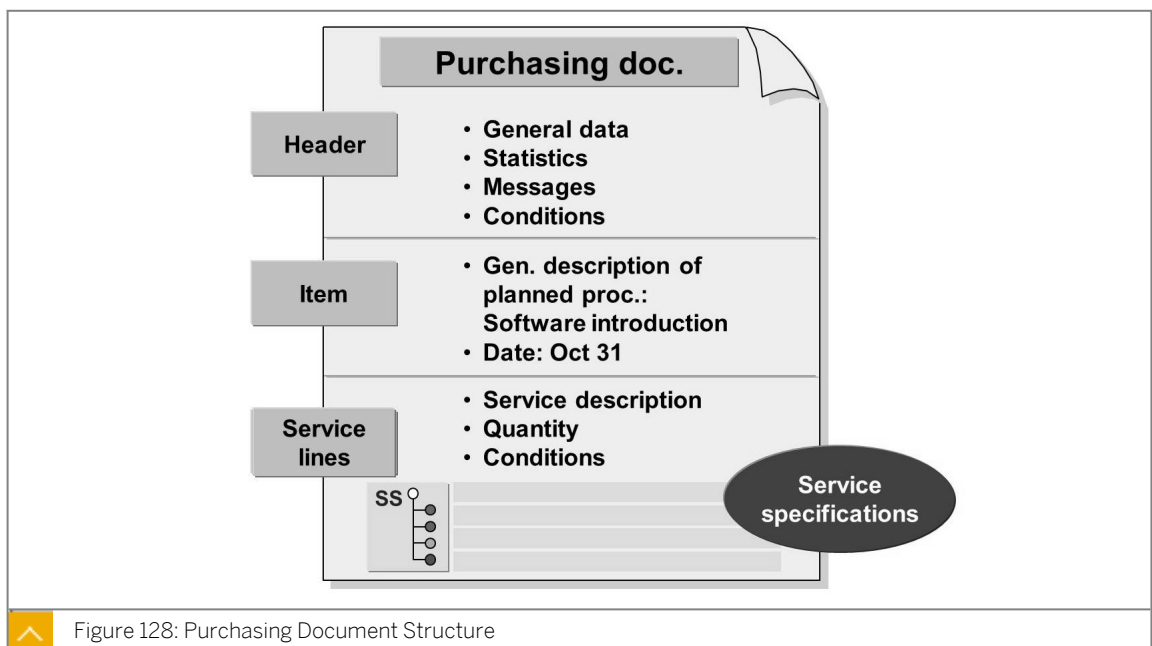 Purchasing doc.
Header
• General data
• Statistics
• Messages
• Conditions
Item
• Gen. description of
planned proc.:
Software introduction
• Date: Oct 31
Service
lines
• Service description
• Quantity
• Conditions
SS
Service
specifications
Figure 128: Purchasing Document Structure